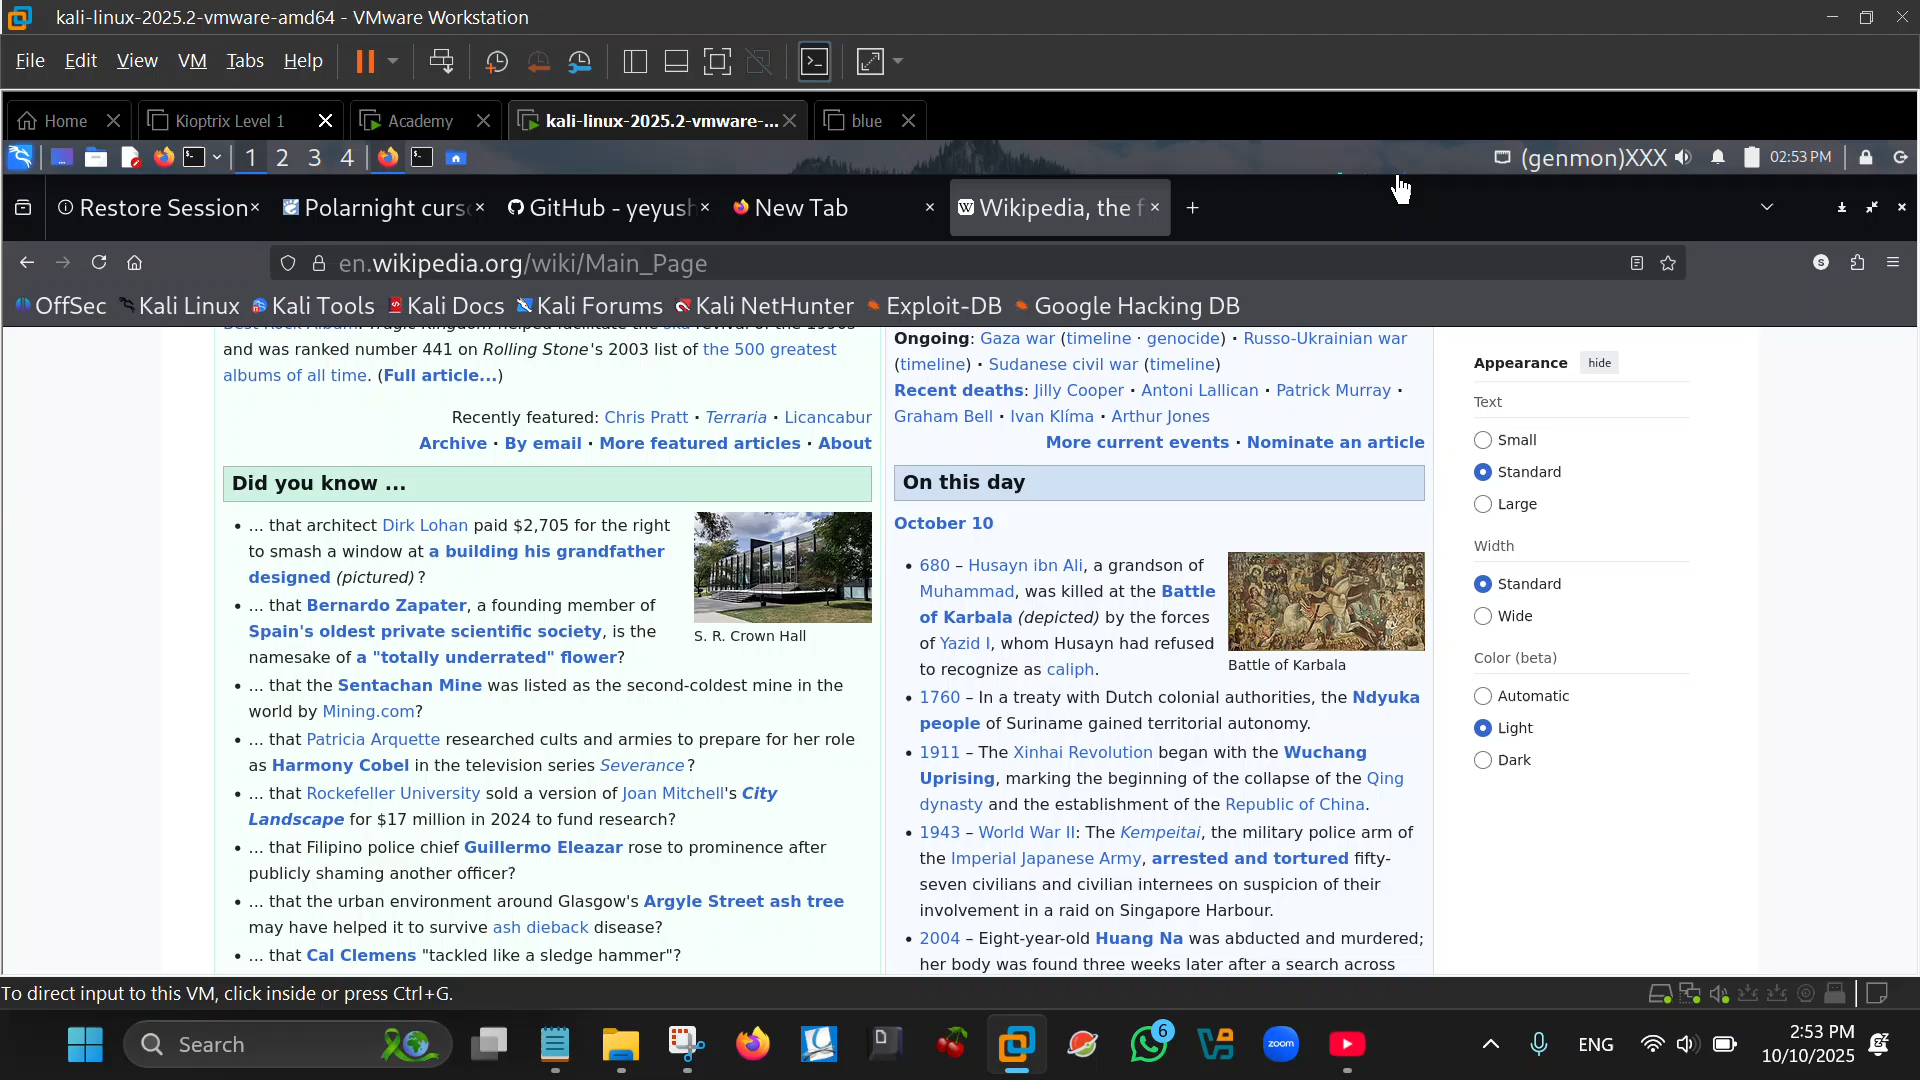 kali-linux-2025.2-vmware-amd64 - VMware Workstation
File Edit View VM Tabs Help
Home Kioptrix Level 1 Academy kali-linux-2025.2-vmware-... blue
1 2 3 4 (genmon)XXX 02:53 PM
Restore Session Polarnight curs GitHub - yeyush New Tab Wikipedia, the f
en.wikipedia.org/wiki/Main_Page S
OffSec Kali Linux Kali Tools Kali Docs Kali Forums Kali NetHunter Exploit-DB Google Hacking DB
Best Rock Album. Tragic Kingdom helped facilitate the ska revival of the 1990s
and was ranked number 441 on Rolling Stone's 2003 list of the 500 greatest
albums of all time. (Full article...)
Recently featured: Chris Pratt • Terraria • Licancabur
Archive • By email • More featured articles • About
Did you know ...
• ... that architect Dirk Lohan paid $2,705 for the right
to smash a window at a building his grandfather
designed (pictured)?
• ... that Bernardo Zapater, a founding member of
Spain's oldest private scientific society, is the
namesake of a "totally underrated" flower?
S. R. Crown Hall
• ... that the Sentachan Mine was listed as the second-coldest mine in the
world by Mining.com?
• ... that Patricia Arquette researched cults and armies to prepare for her role
as Harmony Cobel in the television series Severance?
• ... that Rockefeller University sold a version of Joan Mitchell's City
Landscape for $17 million in 2024 to fund research?
• ... that Filipino police chief Guillermo Eleazar rose to prominence after
publicly shaming another officer?
• ... that the urban environment around Glasgow's Argyle Street ash tree
may have helped it to survive ash dieback disease?
• ... that Cal Clemens "tackled like a sledge hammer"?
Ongoing: Gaza war (timeline · genocide) • Russo-Ukrainian war
(timeline) • Sudanese civil war (timeline)
Recent deaths: Jilly Cooper • Antoni Lallican • Patrick Murray •
Graham Bell • Ivan Klíma • Arthur Jones
More current events • Nominate an article
On this day
October 10
• 680 – Husayn ibn Ali, a grandson of
Muhammad, was killed at the Battle
of Karbala (depicted) by the forces
of Yazid I, whom Husayn had refused
to recognize as caliph.
Battle of Karbala
• 1760 – In a treaty with Dutch colonial authorities, the Ndyuka
people of Suriname gained territorial autonomy.
• 1911 – The Xinhai Revolution began with the Wuchang
Uprising, marking the beginning of the collapse of the Qing
dynasty and the establishment of the Republic of China.
• 1943 – World War II: The Kempeitai, the military police arm of
the Imperial Japanese Army, arrested and tortured fifty-
seven civilians and civilian internees on suspicion of their
involvement in a raid on Singapore Harbour.
• 2004 – Eight-year-old Huang Na was abducted and murdered;
her body was found three weeks later after a search across
Appearance hide
Text
Small
Standard
Large
Width
Standard
Wide
Color (beta)
Automatic
Light
Dark
To direct input to this VM, click inside or press Ctrl+G.
Search
6
zoom
ENG
2:53 PM
10/10/2025